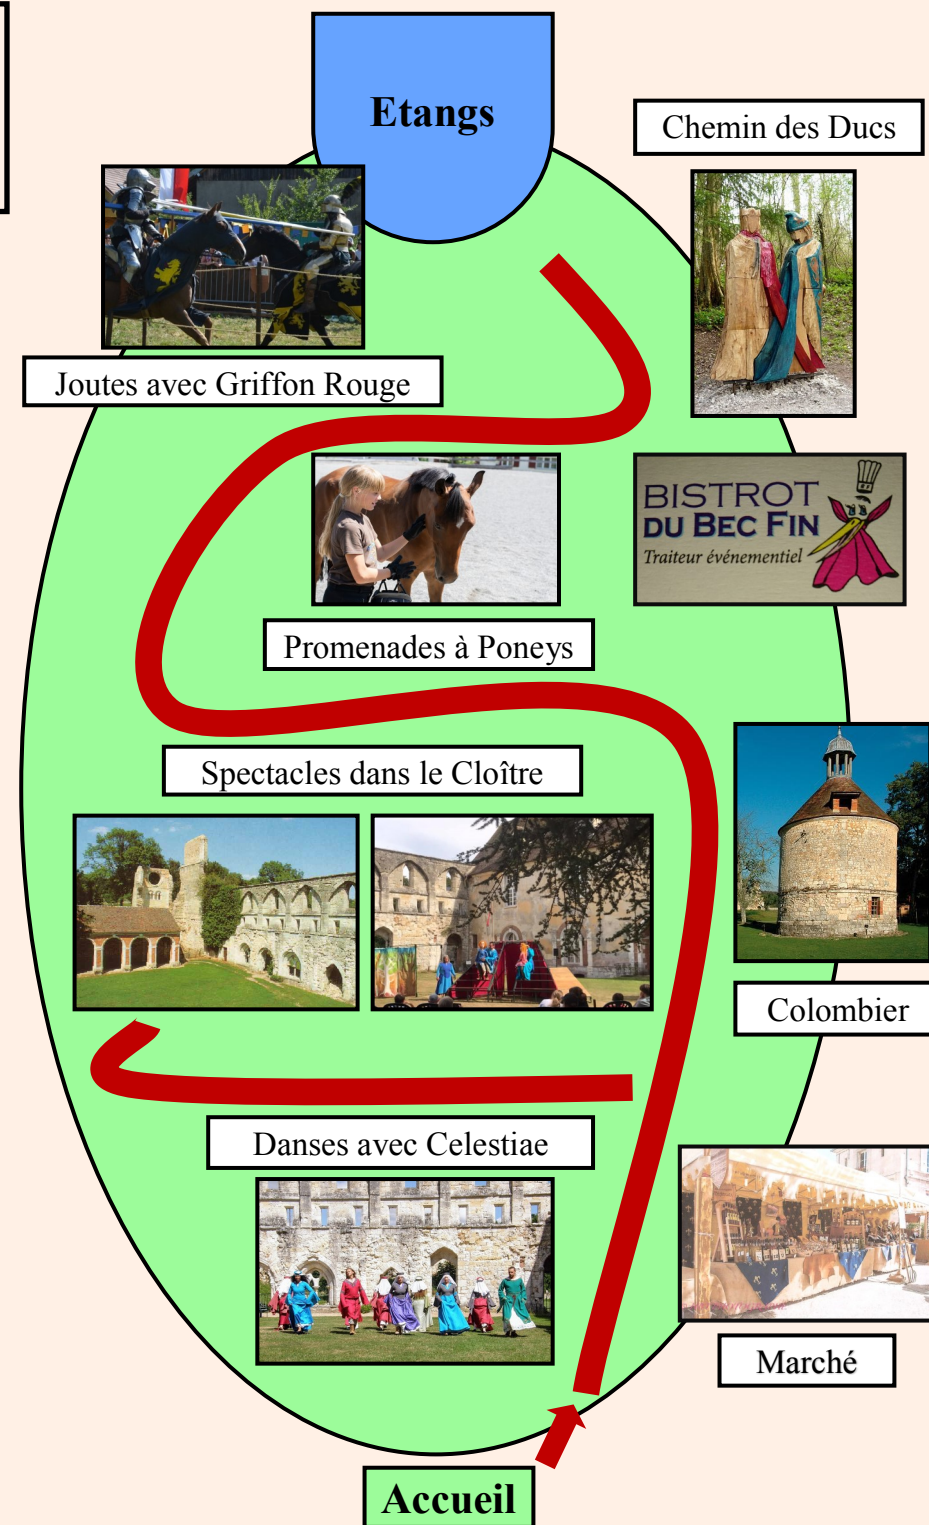 Etangs
Chemin des Ducs
Joutes avec Griffon Rouge
BISTROT
DU BEC FIN
Traiteur événementiel
Promenades à Poneys
Spectacles dans le Cloître
Colombier
Danses avec Celestiae
Marché
Accueil